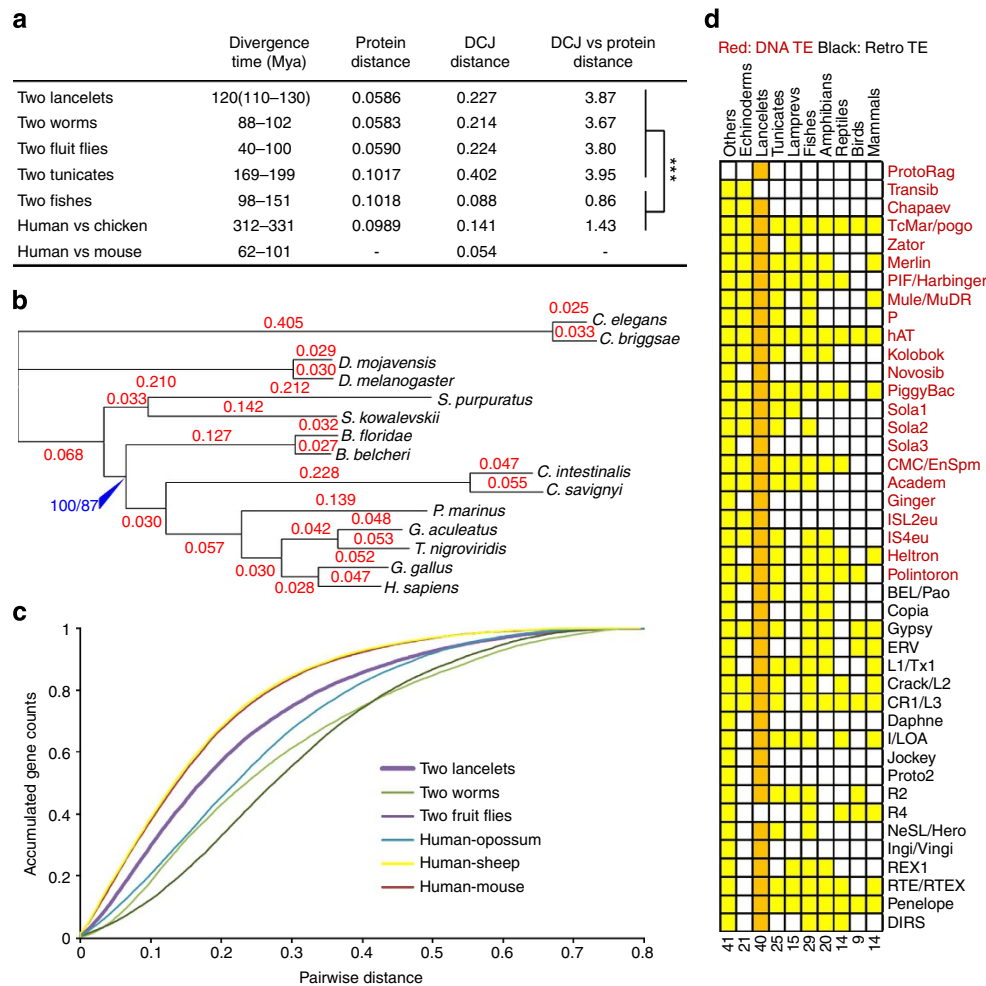 a
Divergence time (Mya) Protein distance DCJ distance DCJ vs protein distance
Two lancelets 120(110–130) 0.0586 0.227 3.87
Two worms 88–102 0.0583 0.214 3.67
Two fruit flies 40–100 0.0590 0.224 3.80
Two tunicates 169–199 0.1017 0.402 3.95
Two fishes 98–151 0.1018 0.088 0.86
Human vs chicken 312–331 0.0989 0.141 1.43
Human vs mouse 62–101 - 0.054 -
***
b
0.025
0.405 C. elegans
0.033 C. briggsae
0.029
D. mojavensis
0.030
D. melanogaster
0.210
0.212
0.033 S. purpuratus
0.142
S. kowalevskii
0.032
B. floridae
0.127
0.027 B. belcheri
0.068
0.228 0.047
C. intestinalis
0.055 C. savignyi
100/87
0.030
0.139
P. marinus
0.048
0.042 G. aculeatus
0.053
T. nigroviridis
0.057
0.052
G. gallus
0.030 0.047
0.028 H. sapiens
c
Accumulated gene counts
1
0.8
0.6
0.4
0.2
0
0 0.1 0.2 0.3 0.4 0.5 0.6 0.7 0.8
Pairwise distance
Two lancelets
Two worms
Two fruit flies
Human-opossum
Human-sheep
Human-mouse
d
Red: DNA TE Black: Retro TE
Others
Echinoderms
Lancelets
Tunicates
Lamprevs
Fishes
Amphibians
Reptiles
Birds
Mammals
ProtoRag
Transib
Chapaev
TcMar/pogo
Zator
Merlin
PIF/Harbinger
Mule/MuDR
P
hAT
Kolobok
Novosib
PiggyBac
Sola1
Sola2
Sola3
CMC/EnSpm
Academ
Ginger
ISL2eu
IS4eu
Heltron
Polintoron
BEL/Pao
Copia
Gypsy
ERV
L1/Tx1
Crack/L2
CR1/L3
Daphne
I/LOA
Jockey
Proto2
R2
R4
NeSL/Hero
Ingi/Vingi
REX1
RTE/RTEX
Penelope
DIRS
41 21 40 25 15 29 20 14 9 14